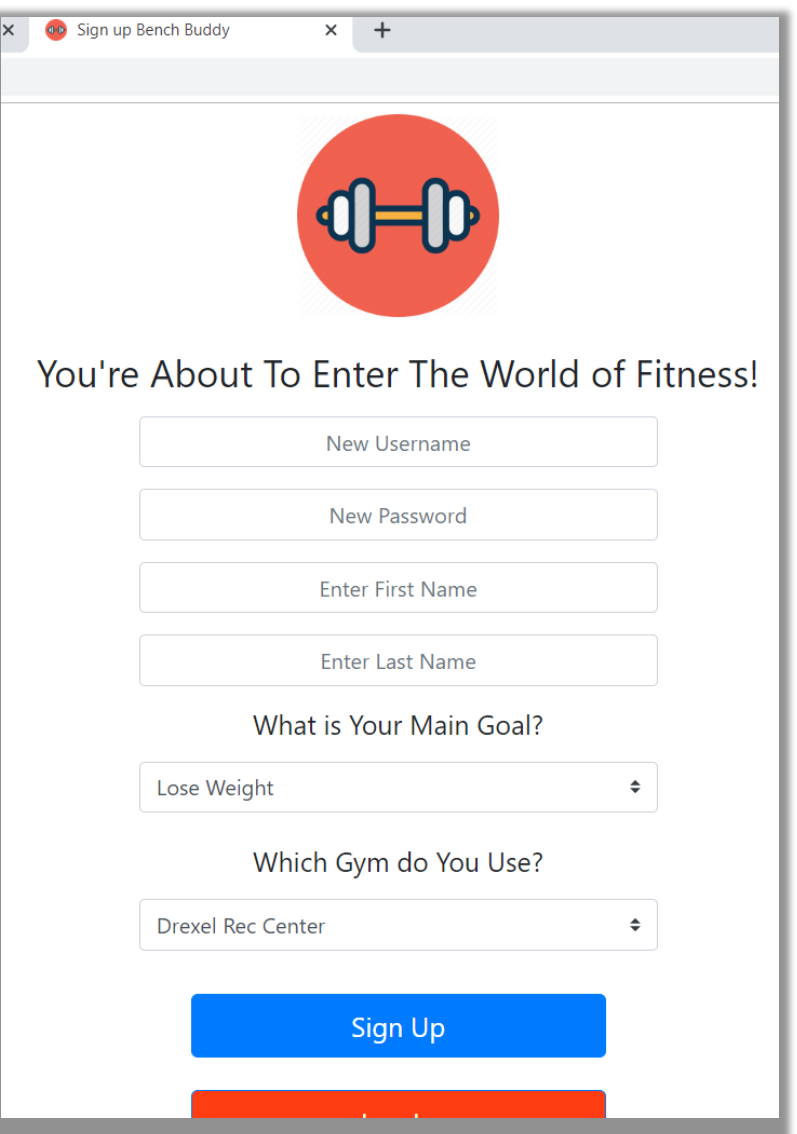 Sign up Bench Buddy
You're About To Enter The World of Fitness!
New Username
New Password
Enter First Name
Enter Last Name
What is Your Main Goal?
Lose Weight
Which Gym do You Use?
Drexel Rec Center
Sign Up